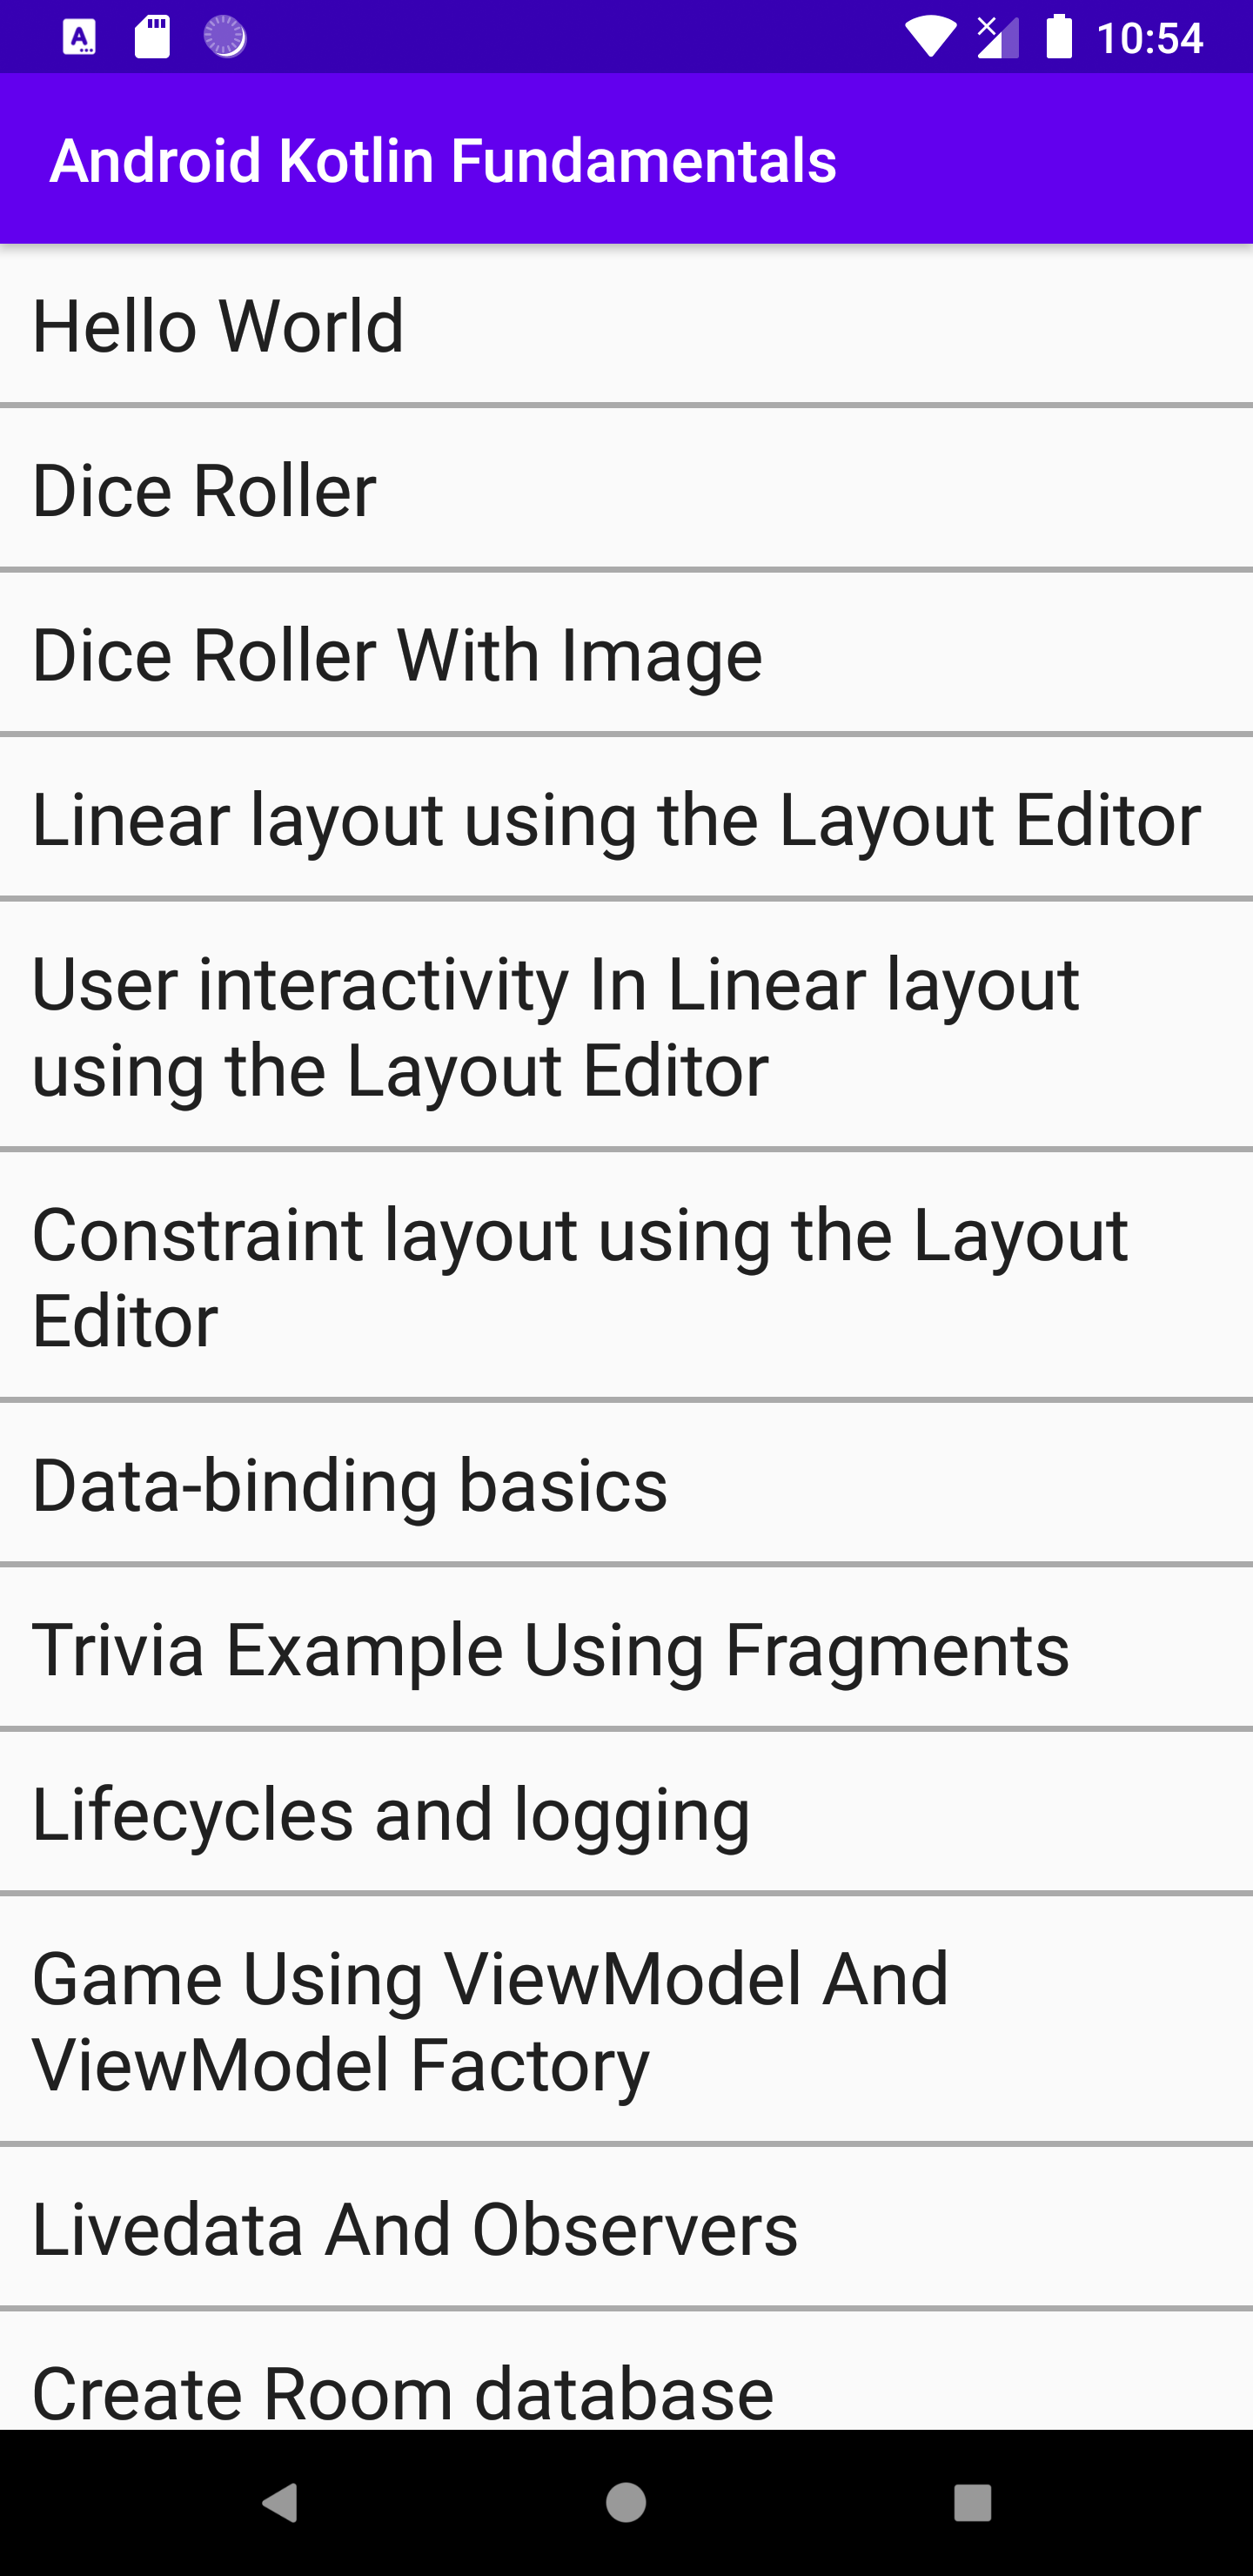 10:54
Android Kotlin Fundamentals
Hello World
Dice Roller
Dice Roller With Image
Linear layout using the Layout Editor
User interactivity In Linear layout
using the Layout Editor
Constraint layout using the Layout
Editor
Data-binding basics
Trivia Example Using Fragments
Lifecycles and logging
Game Using ViewModel And
ViewModel Factory
Livedata And Observers
Create Room database